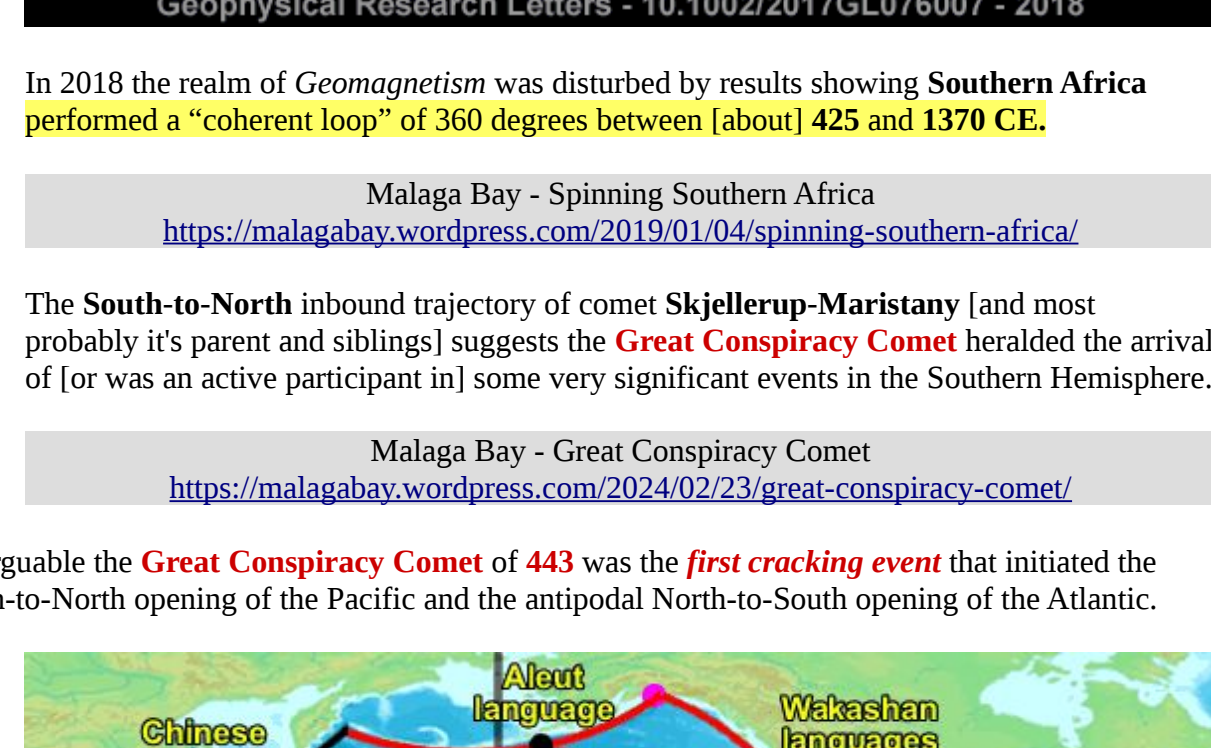 Geophysical Research Letters - 10.1002/2017GL076007 - 2018
In 2018 the realm of Geomagnetism was disturbed by results showing Southern Africa
performed a “coherent loop” of 360 degrees between [about] 425 and 1370 CE.
Malaga Bay - Spinning Southern Africa
https://malagabay.wordpress.com/2019/01/04/spinning-southern-africa/
The South-to-North inbound trajectory of comet Skjellerup-Maristany [and most
probably it's parent and siblings] suggests the Great Conspiracy Comet heralded the arrival
of [or was an active participant in] some very significant events in the Southern Hemisphere.
Malaga Bay - Great Conspiracy Comet
https://malagabay.wordpress.com/2024/02/23/great-conspiracy-comet/
the Great Conspiracy Comet of 443 was the first cracking event that initiated the
-to-North opening of the Pacific and the antipodal North-to-South opening of the Atlantic.
Aleut
language
Wakashan
languages
Chinese